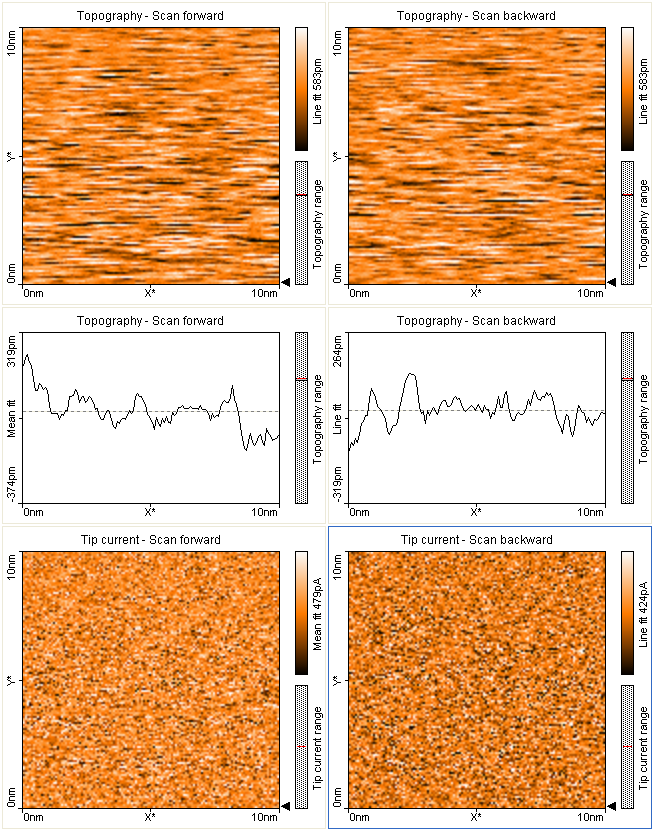 Topography - Scan forward
10nm
Y*
0nm
0nm
X*
10nm
Line fit 583pm
Topography range
Topography - Scan backward
10nm
Y*
0nm
0nm
X*
10nm
Line fit 583pm
Topography range
Topography - Scan forward
319pm
Mean fit
-374pm
0nm
X*
10nm
Topography range
Topography - Scan backward
264pm
Line fit
-319pm
0nm
X*
10nm
Topography range
Tip current - Scan forward
10nm
Y*
0nm
0nm
X*
10nm
Mean fit 479pA
Tip current range
Tip current - Scan backward
10nm
Y*
0nm
0nm
X*
10nm
Line fit 424pA
Tip current range